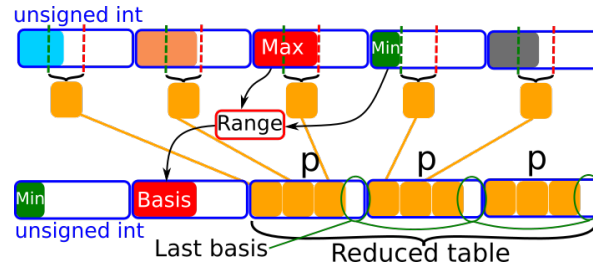 unsigned int
Max
Min
Range
p p p
Min
Basis
unsigned int
Last basis
Reduced table